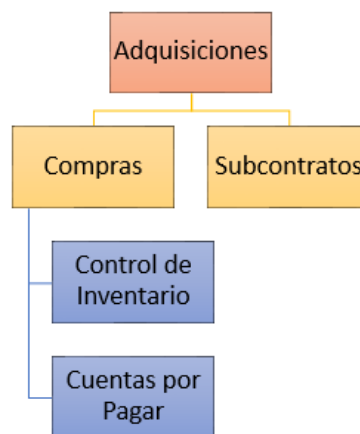 Adquisiciones
Compras
Subcontratos
Control de
Inventario
Cuentas por
Pagar